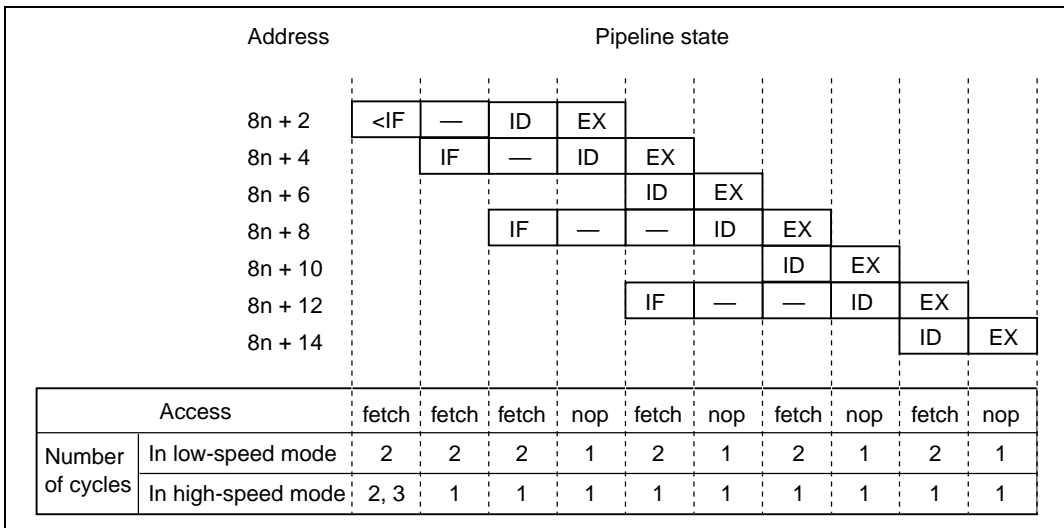 Address Pipeline state
8n + 2 <IF — ID EX
8n + 4 IF — ID EX
8n + 6 ID EX
8n + 8 IF — — ID EX
8n + 10 ID EX
8n + 12 IF — — ID EX
8n + 14 ID EX
Access fetch fetch fetch nop fetch nop fetch nop fetch nop
Number of cycles
In low-speed mode 2 2 2 1 2 1 2 1 2 1
In high-speed mode 2, 3 1 1 1 1 1 1 1 1 1